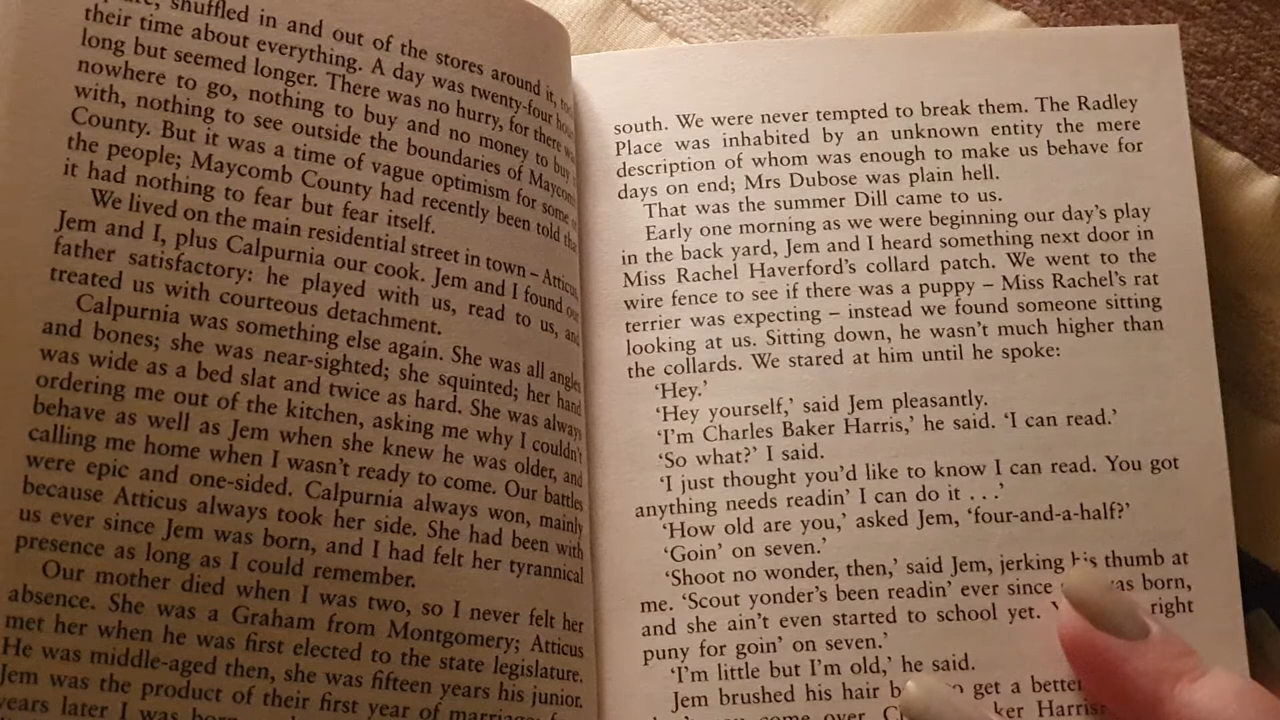 shuffled in and out of the stores around it,
their time about everything. A day was twenty-four
long but seemed longer. There was no hurry, for there
nowhere to go, nothing to buy and no money to buy
with, nothing to see outside the boundaries of
County. But it was a time of vague optimism for some
the people; Maycomb County had recently been told
it had nothing to fear but fear itself.
We lived on the main residential street in town – Atticus,
Jem and I, plus Calpurnia our cook. Jem and I found
father satisfactory: he played with us, read to us, and
treated us with courteous detachment.
Calpurnia was something else again. She was all angles
and bones; she was near-sighted; she squinted; her hand
was wide as a bed slat and twice as hard. She was always
ordering me out of the kitchen, asking me why I couldn't
behave as well as Jem when she knew he was older, and
calling me home when I wasn't ready to come. Our battles
were epic and one-sided. Calpurnia always won, mainly
because Atticus always took her side. She had been with
us ever since Jem was born, and I had felt her tyrannical
presence as long as I could remember.
Our mother died when I was two, so I never felt her
absence. She was a Graham from Montgomery; Atticus
met her when he was first elected to the state legislature.
He was middle-aged then, she was fifteen years his junior.
Jem was the product of their first year of
years later I was
south. We were never tempted to break them. The Radley
Place was inhabited by an unknown entity the mere
description of whom was enough to make us behave for
days on end; Mrs Dubose was plain hell.
That was the summer Dill came to us.
Early one morning as we were beginning our day's play
in the back yard, Jem and I heard something next door in
Miss Rachel Haverford's collard patch. We went to the
wire fence to see if there was a puppy – Miss Rachel's rat
terrier was expecting – instead we found someone sitting
looking at us. Sitting down, he wasn't much higher than
the collards. We stared at him until he spoke:
'Hey.'
'Hey yourself,' said Jem pleasantly.
'I'm Charles Baker Harris,' he said. 'I can read.'
'So what?' I said.
'I just thought you'd like to know I can read. You got
anything needs readin' I can do it . . .'
'How old are you,' asked Jem, 'four-and-a-half?'
'Goin' on seven.'
'Shoot no wonder, then,' said Jem, jerking his thumb at
me. 'Scout yonder's been readin' ever since was born,
and she ain't even started to school yet. right
puny for goin' on seven.'
'I'm little but I'm old,' he said.
Jem brushed his hair get a better
come over